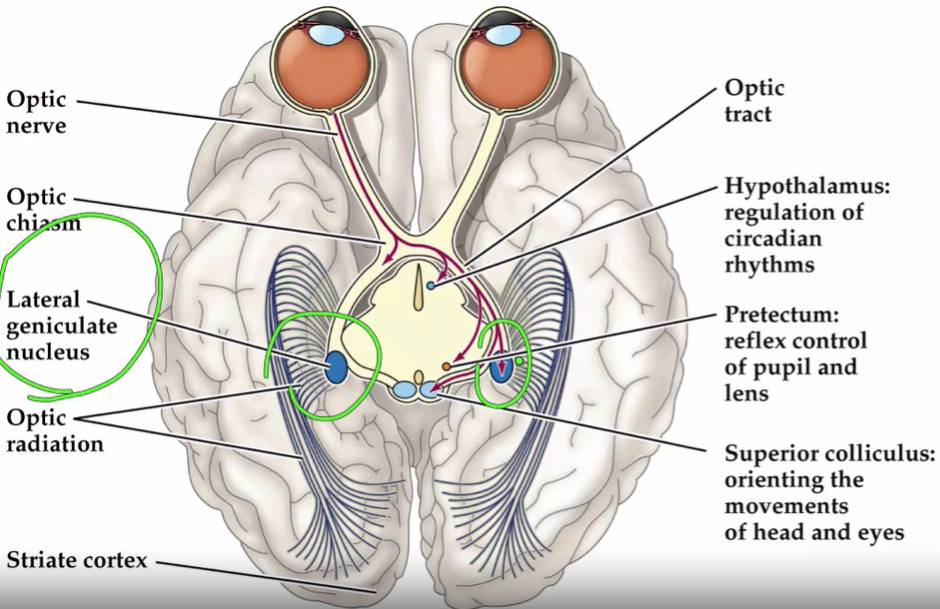 Optic
nerve
Optic
chiasm
Lateral
geniculate
nucleus
Optic
radiation
Striate cortex
Optic
tract
Hypothalamus:
regulation of
circadian
rhythms
Pretectum:
reflex control
of pupil and
lens
Superior colliculus:
orienting the
movements
of head and eyes